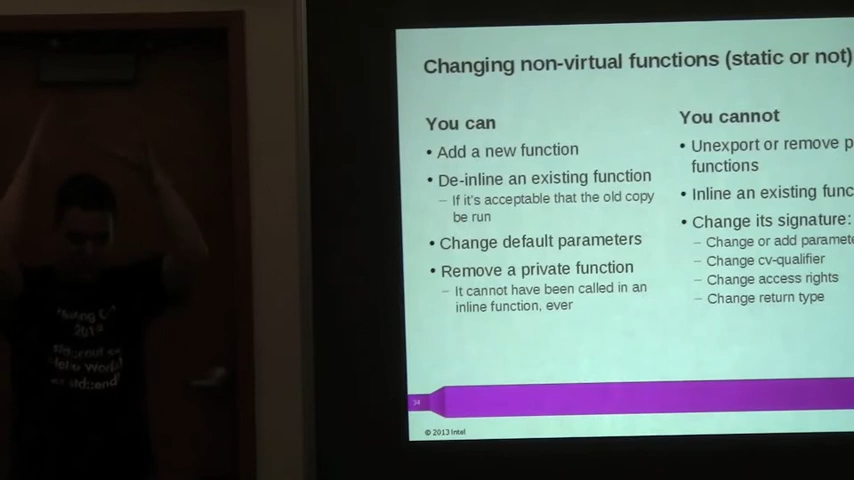 Changing non-virtual functions (static or not)
You can
• Add a new function
• De-inline an existing function
– If it's acceptable that the old copy
be run
• Change default parameters
• Remove a private function
– It cannot have been called in an
inline function, ever
You cannot
• Unexport or remove p
functions
• Inline an existing func
• Change its signature:
– Change or add paramete
– Change cv-qualifier
– Change access rights
– Change return type
34
© 2013 Intel